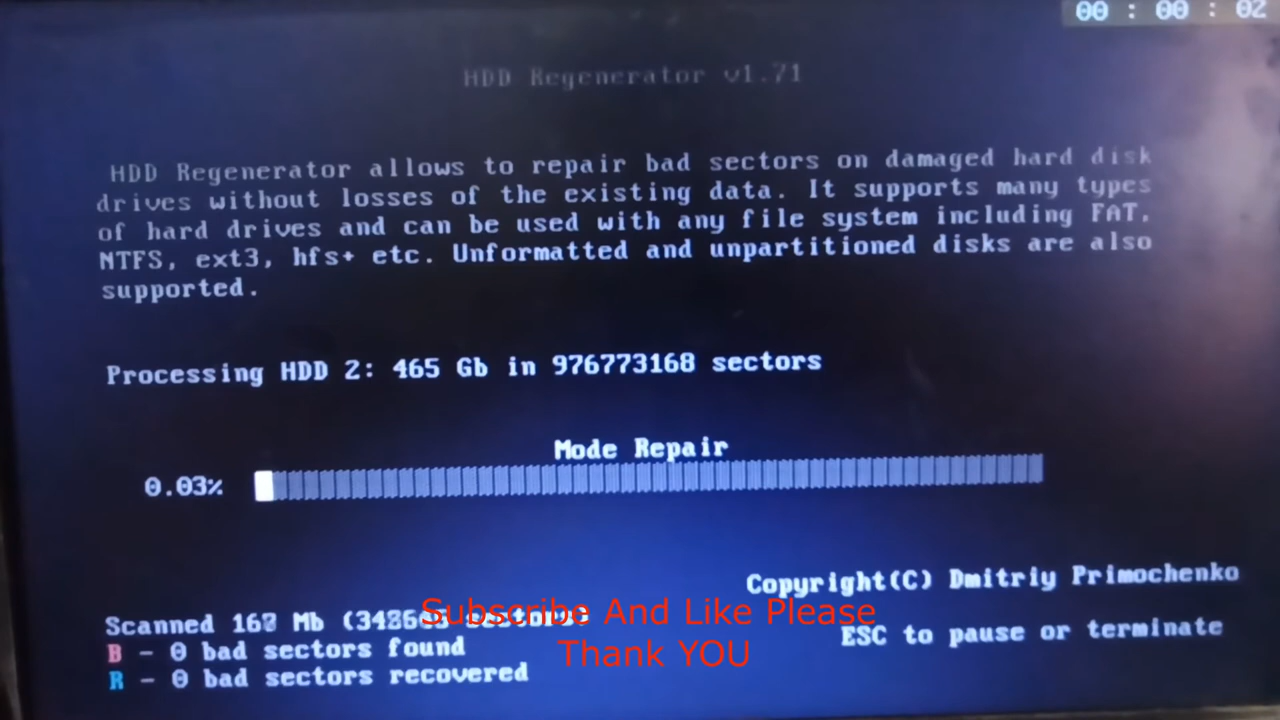 00 : 00 : 02
HDD Regenerator v1.71
HDD Regenerator allows to repair bad sectors on damaged hard disk
drives without losses of the existing data. It supports many types
of hard drives and can be used with any file system including FAT,
NTFS, ext3, hfs+ etc. Unformatted and unpartitioned disks are also
supported.
Processing HDD 2: 465 Gb in 976773168 sectors
Mode Repair
0.03%
Copyright(C) Dmitriy Primochenko
Scanned Mb
Subscribe And Like Please
Thank YOU
ESC to pause or terminate
B - 0 bad sectors found
R - 0 bad sectors recovered